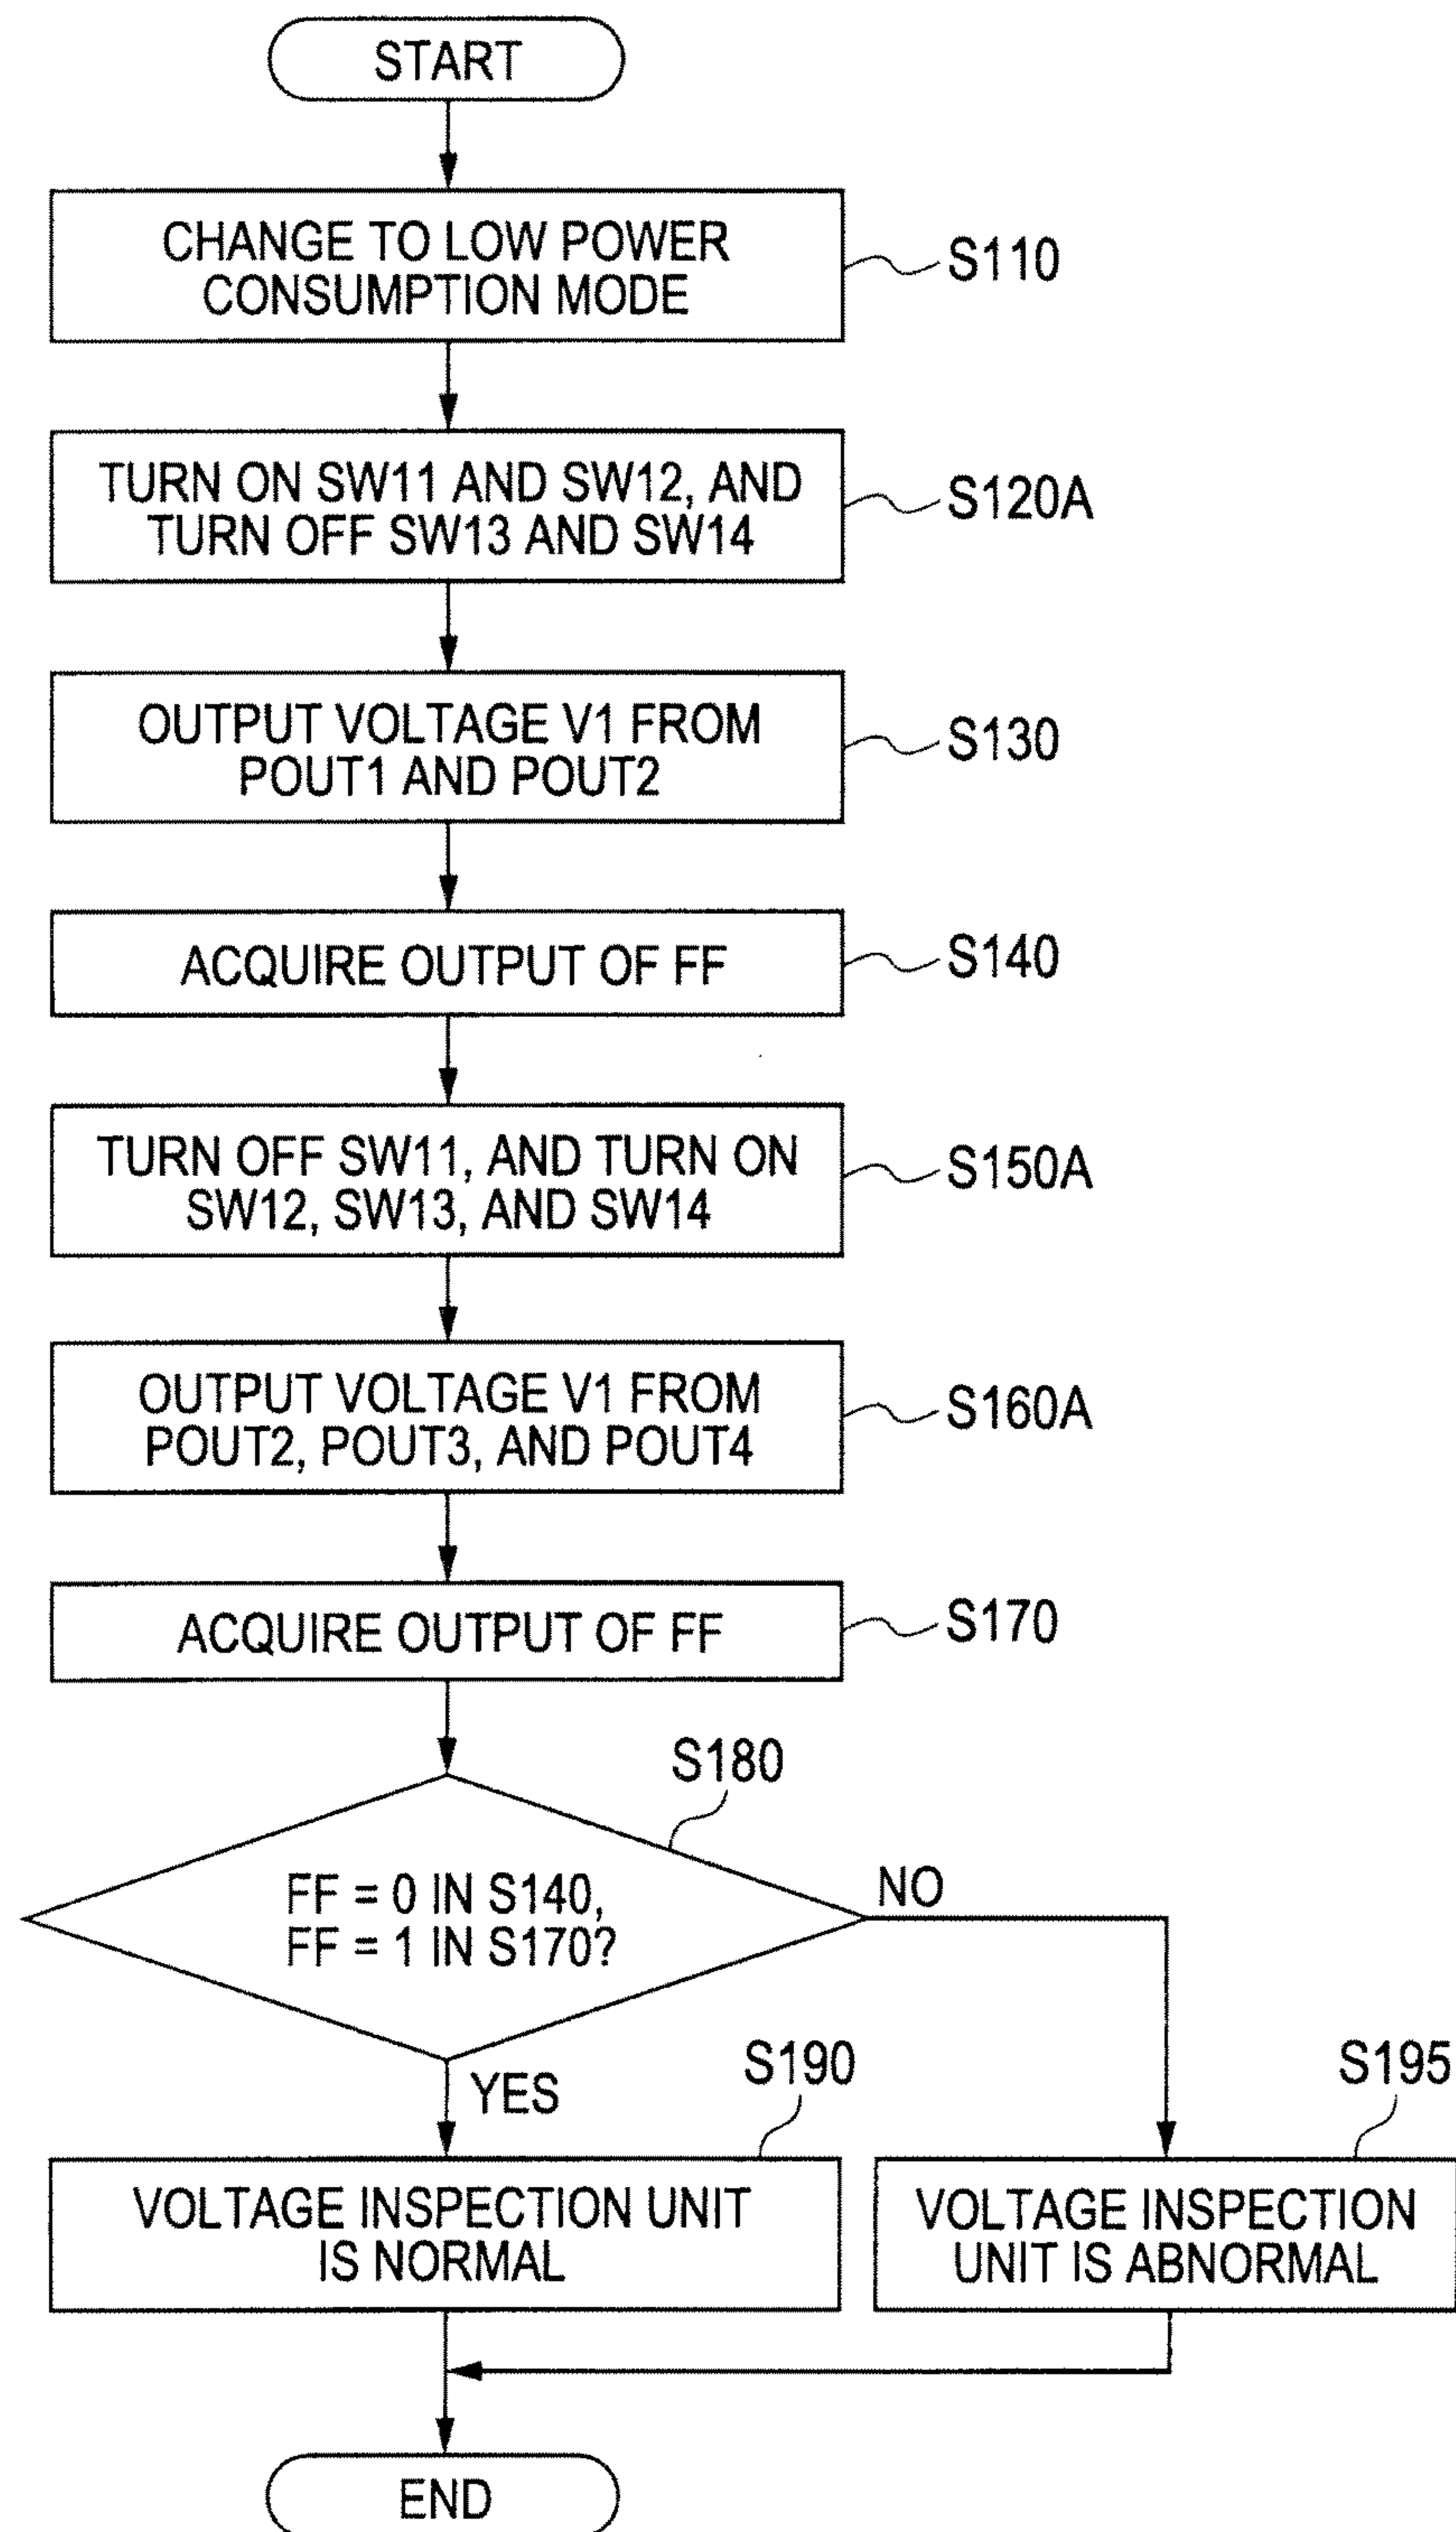 START
CHANGE TO LOW POWER
CONSUMPTION MODE
S110
TURN ON SW11 AND SW12, AND
TURN OFF SW13 AND SW14
S120A
OUTPUT VOLTAGE V1 FROM
POUT1 AND POUT2
S130
ACQUIRE OUTPUT OF FF
S140
TURN OFF SW11, AND TURN ON
SW12, SW13, AND SW14
S150A
OUTPUT VOLTAGE V1 FROM
POUT2, POUT3, AND POUT4
S160A
ACQUIRE OUTPUT OF FF
S170
S180
FF = 0 IN S140,
FF = 1 IN S170?
NO
YES
S190
S195
VOLTAGE INSPECTION UNIT
IS NORMAL
VOLTAGE INSPECTION
UNIT IS ABNORMAL
END